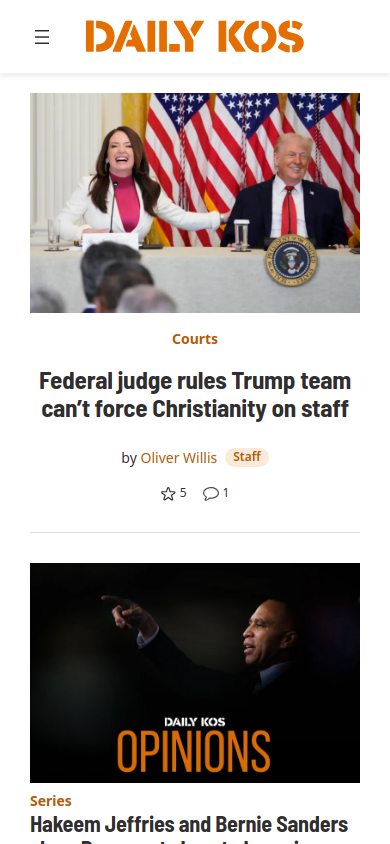 DAILY KOS
Courts
Federal judge rules Trump team
can’t force Christianity on staff
by Oliver Willis Staff
5 1
DAILY KOS
OPINIONS
Series
Hakeem Jeffries and Bernie Sanders